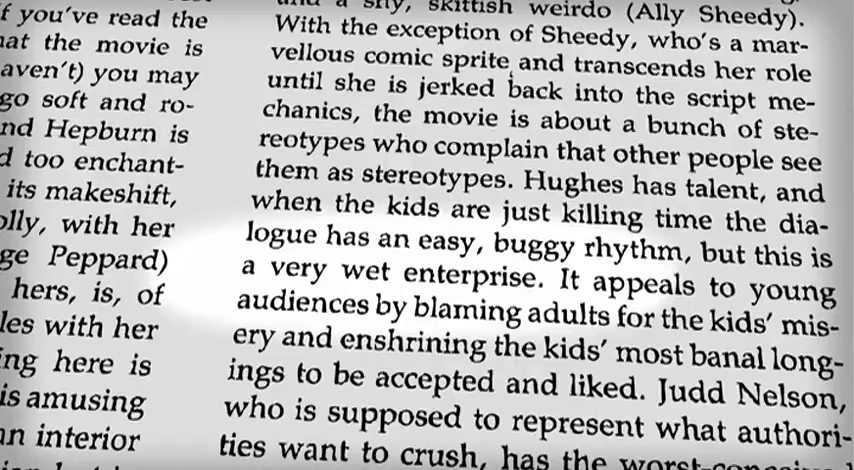 f you've read the
hat the movie is
aven't) you may
go soft and ro-
nd Hepburn is
d too enchant-
its makeshift,
olly, with her
ge Peppard)
hers, is, of
les with her
ing here is
is amusing
an interior
and a shy, skittish weirdo (Ally Sheedy).
With the exception of Sheedy, who's a mar-
vellous comic sprite and transcends her role
until she is jerked back into the script me-
chanics, the movie is about a bunch of ste-
reotypes who complain that other people see
them as stereotypes. Hughes has talent, and
when the kids are just killing time the dia-
logue has an easy, buggy rhythm, but this is
a very wet enterprise. It appeals to young
audiences by blaming adults for the kids' mis-
ery and enshrining the kids' most banal long-
ings to be accepted and liked. Judd Nelson,
who is supposed to represent what authori-
ties want to crush, has the